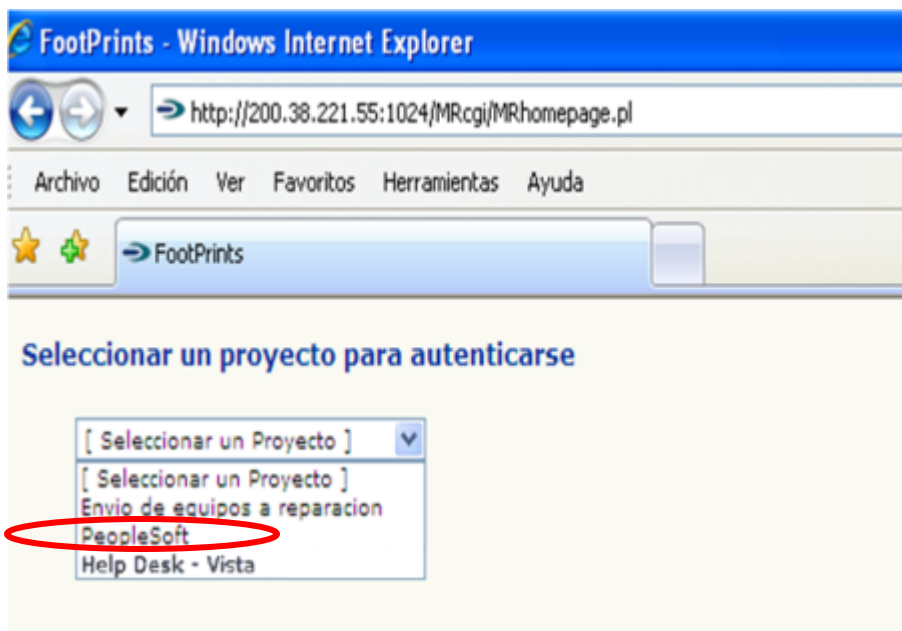 FootPrints - Windows Internet Explorer
http://200.38.221.55:1024/MRcgi/MRhomepage.pl
Archivo Edición Ver Favoritos Herramientas Ayuda
FootPrints
Seleccionar un proyecto para autenticarse
[ Seleccionar un Proyecto ]
[ Seleccionar un Proyecto ]
Envio de equipos a reparacion
PeopleSoft
Help Desk - Vista